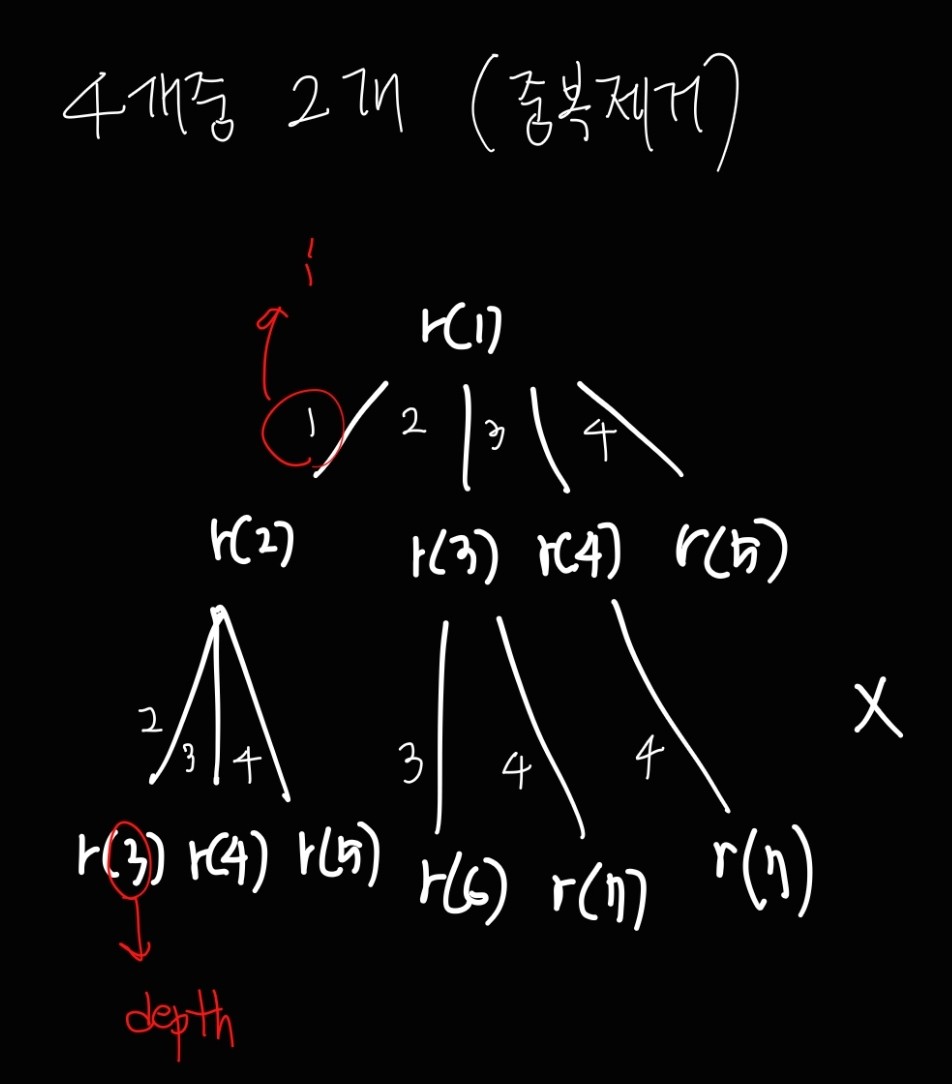 4개중 2개 (중복제거)
i
r(1)
1 2 3 4
r(2) r(3) r(4) r(5)
2 3 4 3 4 4 X
r(3) r(4) r(5) r(6) r(7) r(7)
depth